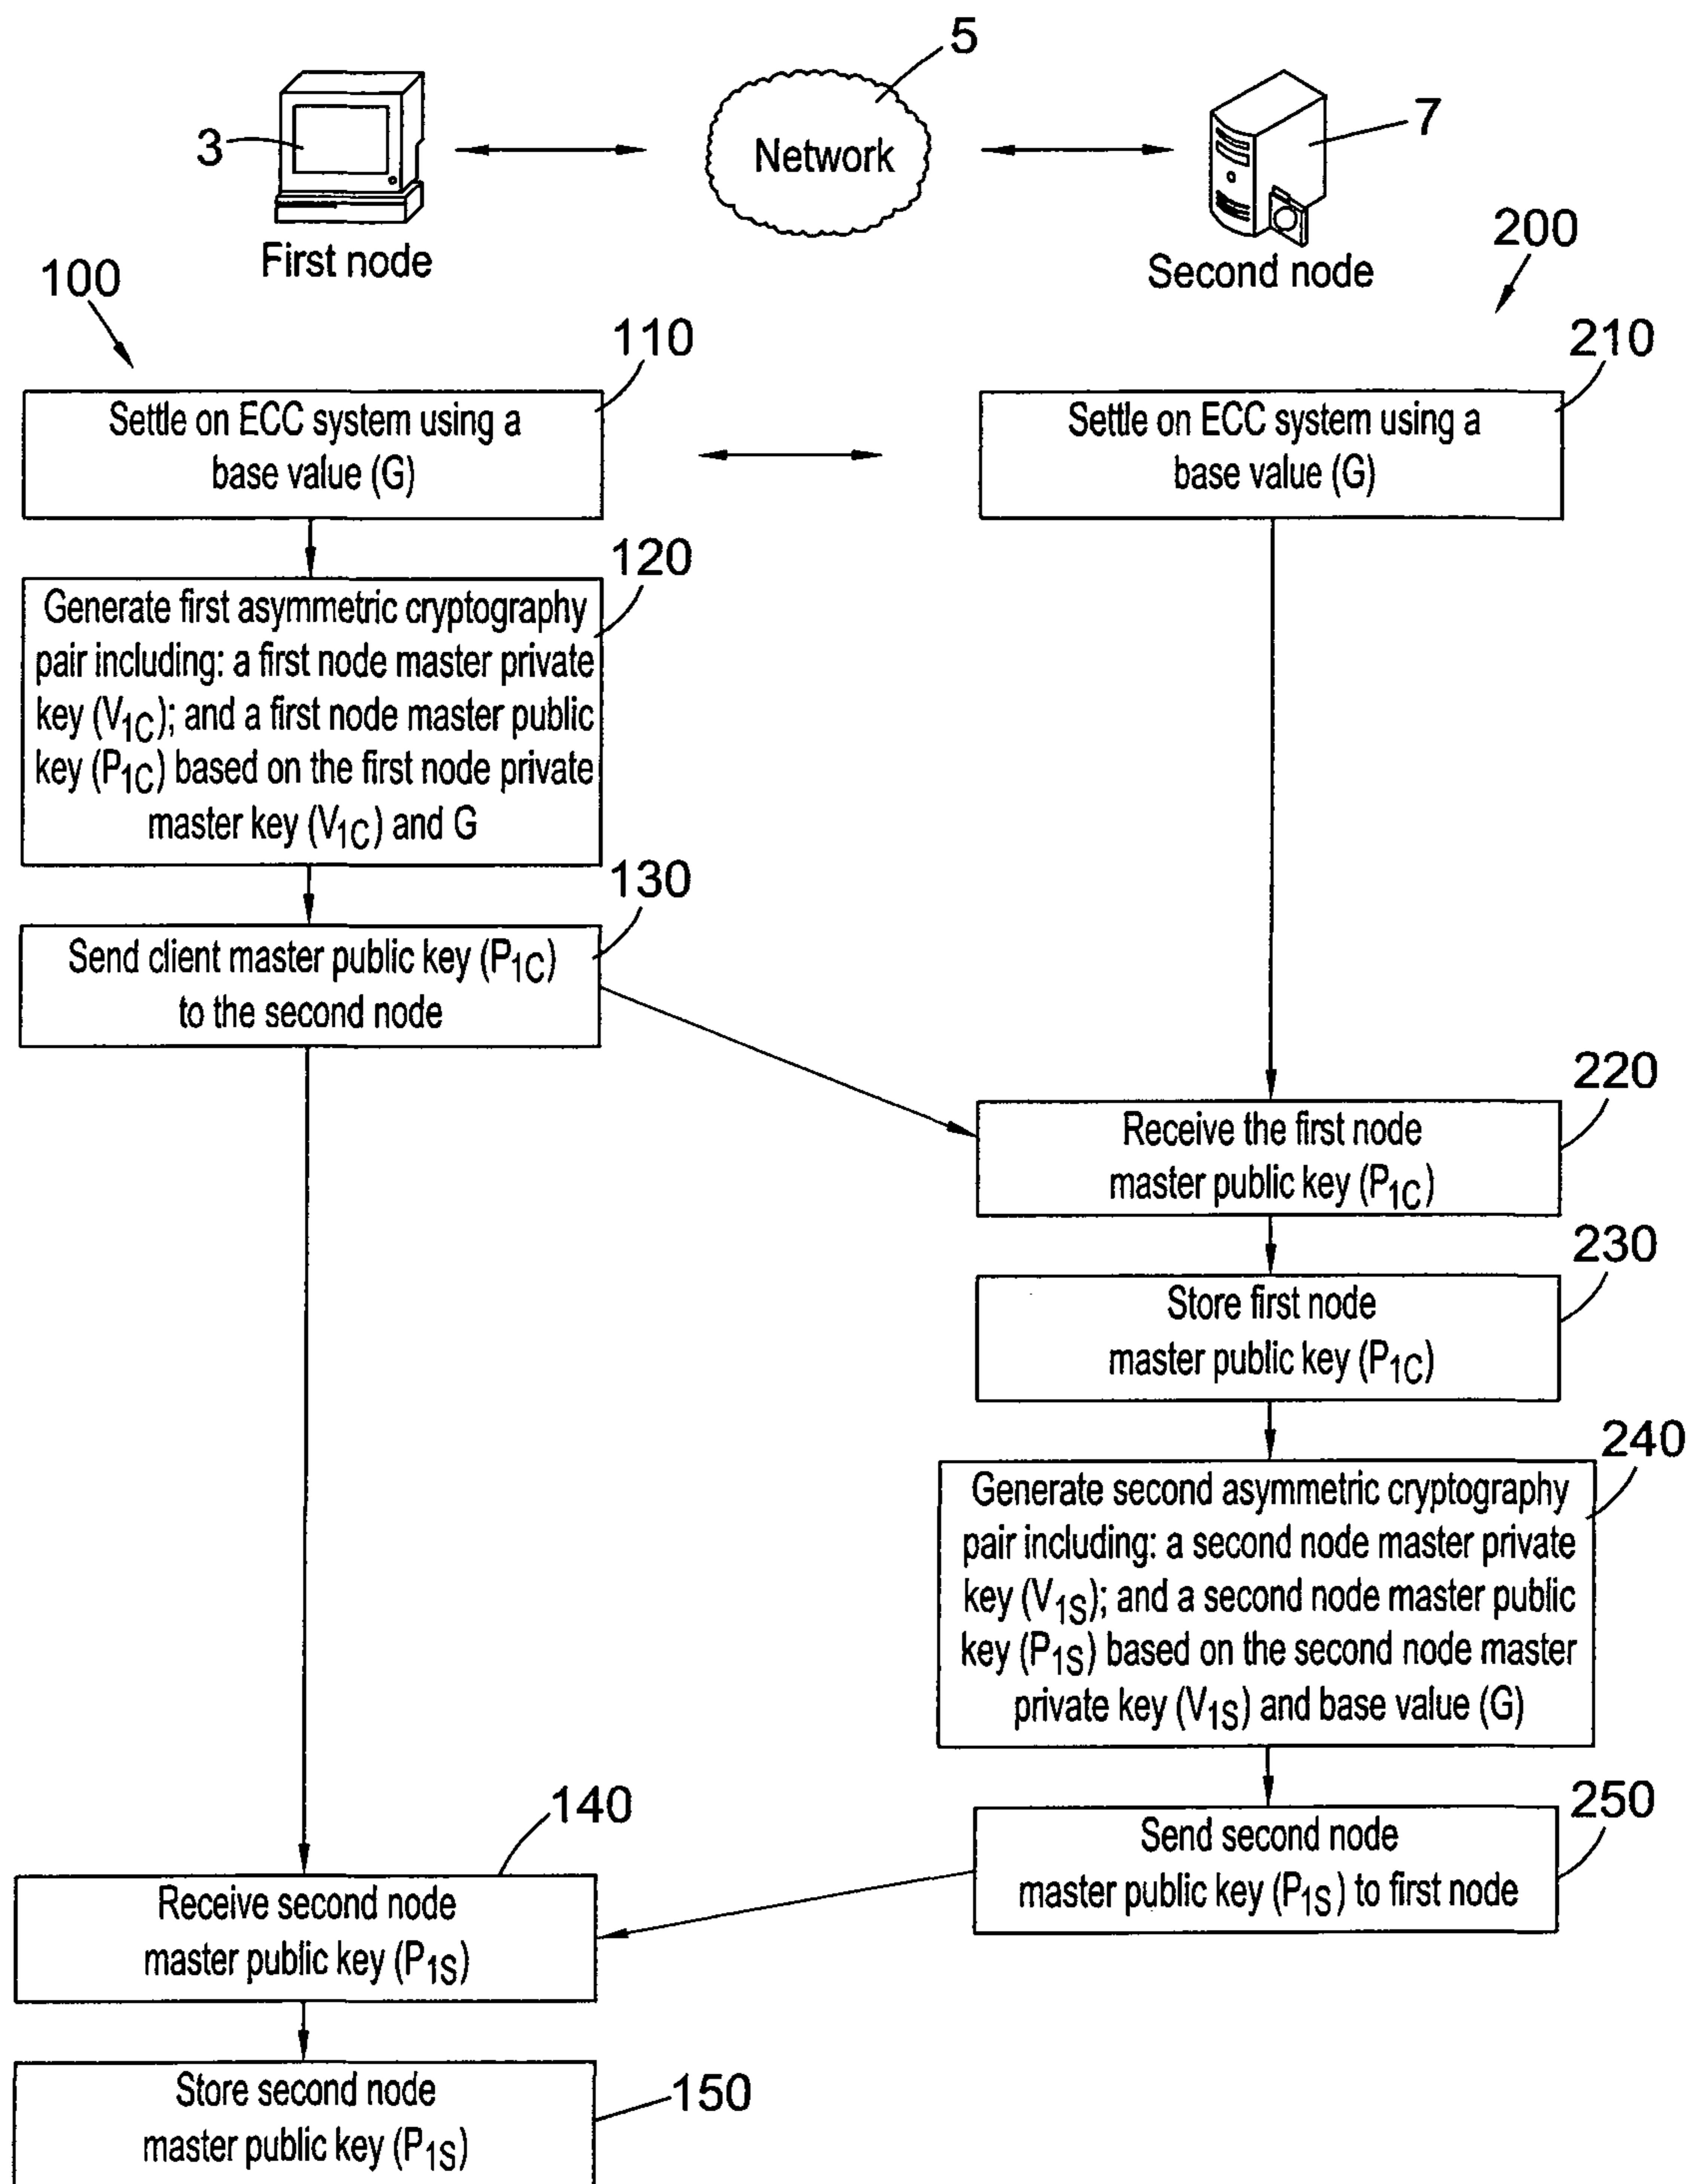 5
3
Network
7
First node
Second node
100
200
110
210
Settle on ECC system using a
base value (G)
Settle on ECC system using a
base value (G)
120
Generate first asymmetric cryptography
pair including: a first node master private
key (V1C); and a first node master public
key (P1C) based on the first node private
master key (V1C) and G
130
Send client master public key (P1C)
to the second node
220
Receive the first node
master public key (P1C)
230
Store first node
master public key (P1C)
240
Generate second asymmetric cryptography
pair including: a second node master private
key (V1S); and a second node master public
key (P1S) based on the second node master
private key (V1S) and base value (G)
250
Send second node
master public key (P1S) to first node
140
Receive second node
master public key (P1S)
150
Store second node
master public key (P1S)